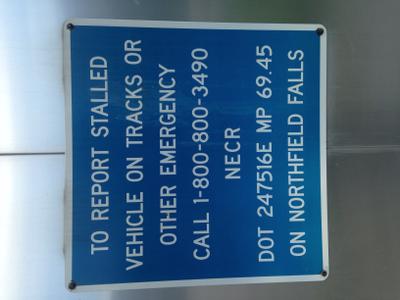 TO REPORT STALLED
VEHICLE ON TRACKS OR
OTHER EMERGENCY
CALL 1-800-800-3490
NECR
DOT 247516E MP 69.45
ON NORTHFIELD FALLS